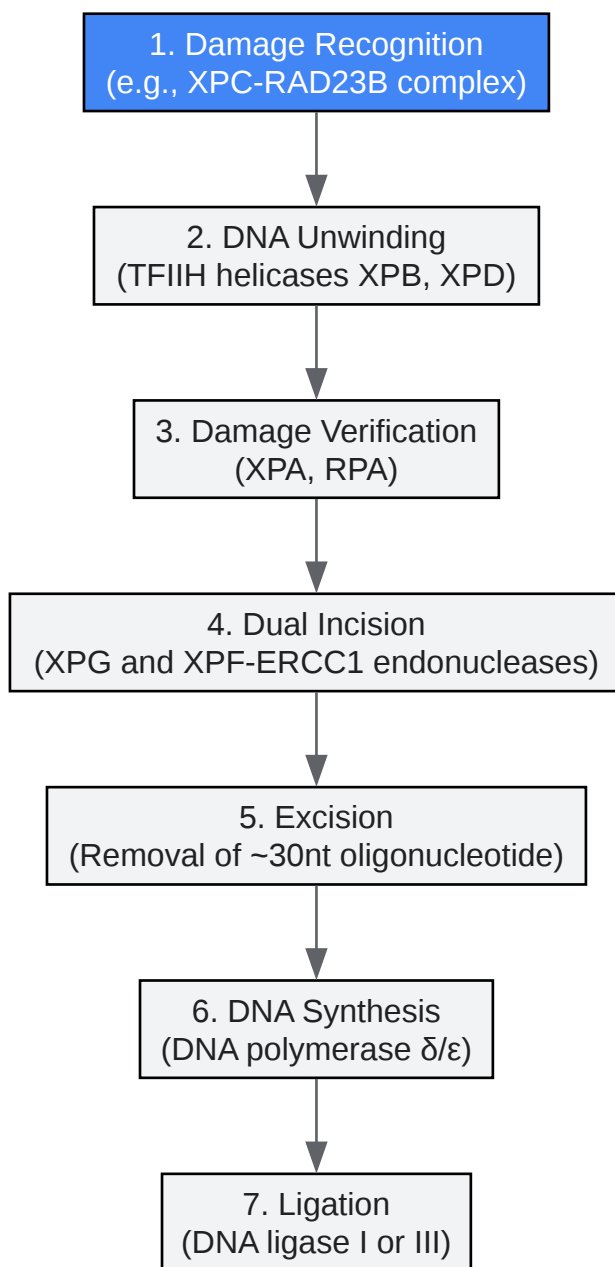 1. Damage Recognition
(e.g., XPC-RAD23B complex)
2. DNA Unwinding
(TFIIH helicases XPB, XPD)
3. Damage Verification
(XPA, RPA)
4. Dual Incision
(XPG and XPF-ERCC1 endonucleases)
5. Excision
(Removal of ~30nt oligonucleotide)
6. DNA Synthesis
(DNA polymerase δ/ε)
7. Ligation
(DNA ligase I or III)